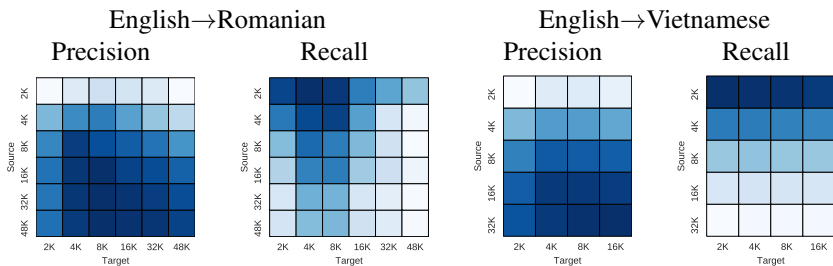 English→Romanian
Precision
Recall
2K
4K
8K
16K
32K
48K
Source
2K 4K 8K 16K 32K 48K
Target
2K
4K
8K
16K
32K
48K
Source
2K 4K 8K 16K 32K 48K
Target
English→Vietnamese
Precision
Recall
2K
4K
8K
16K
32K
Source
2K 4K 8K 16K
Target
2K
4K
8K
16K
32K
Source
2K 4K 8K 16K
Target